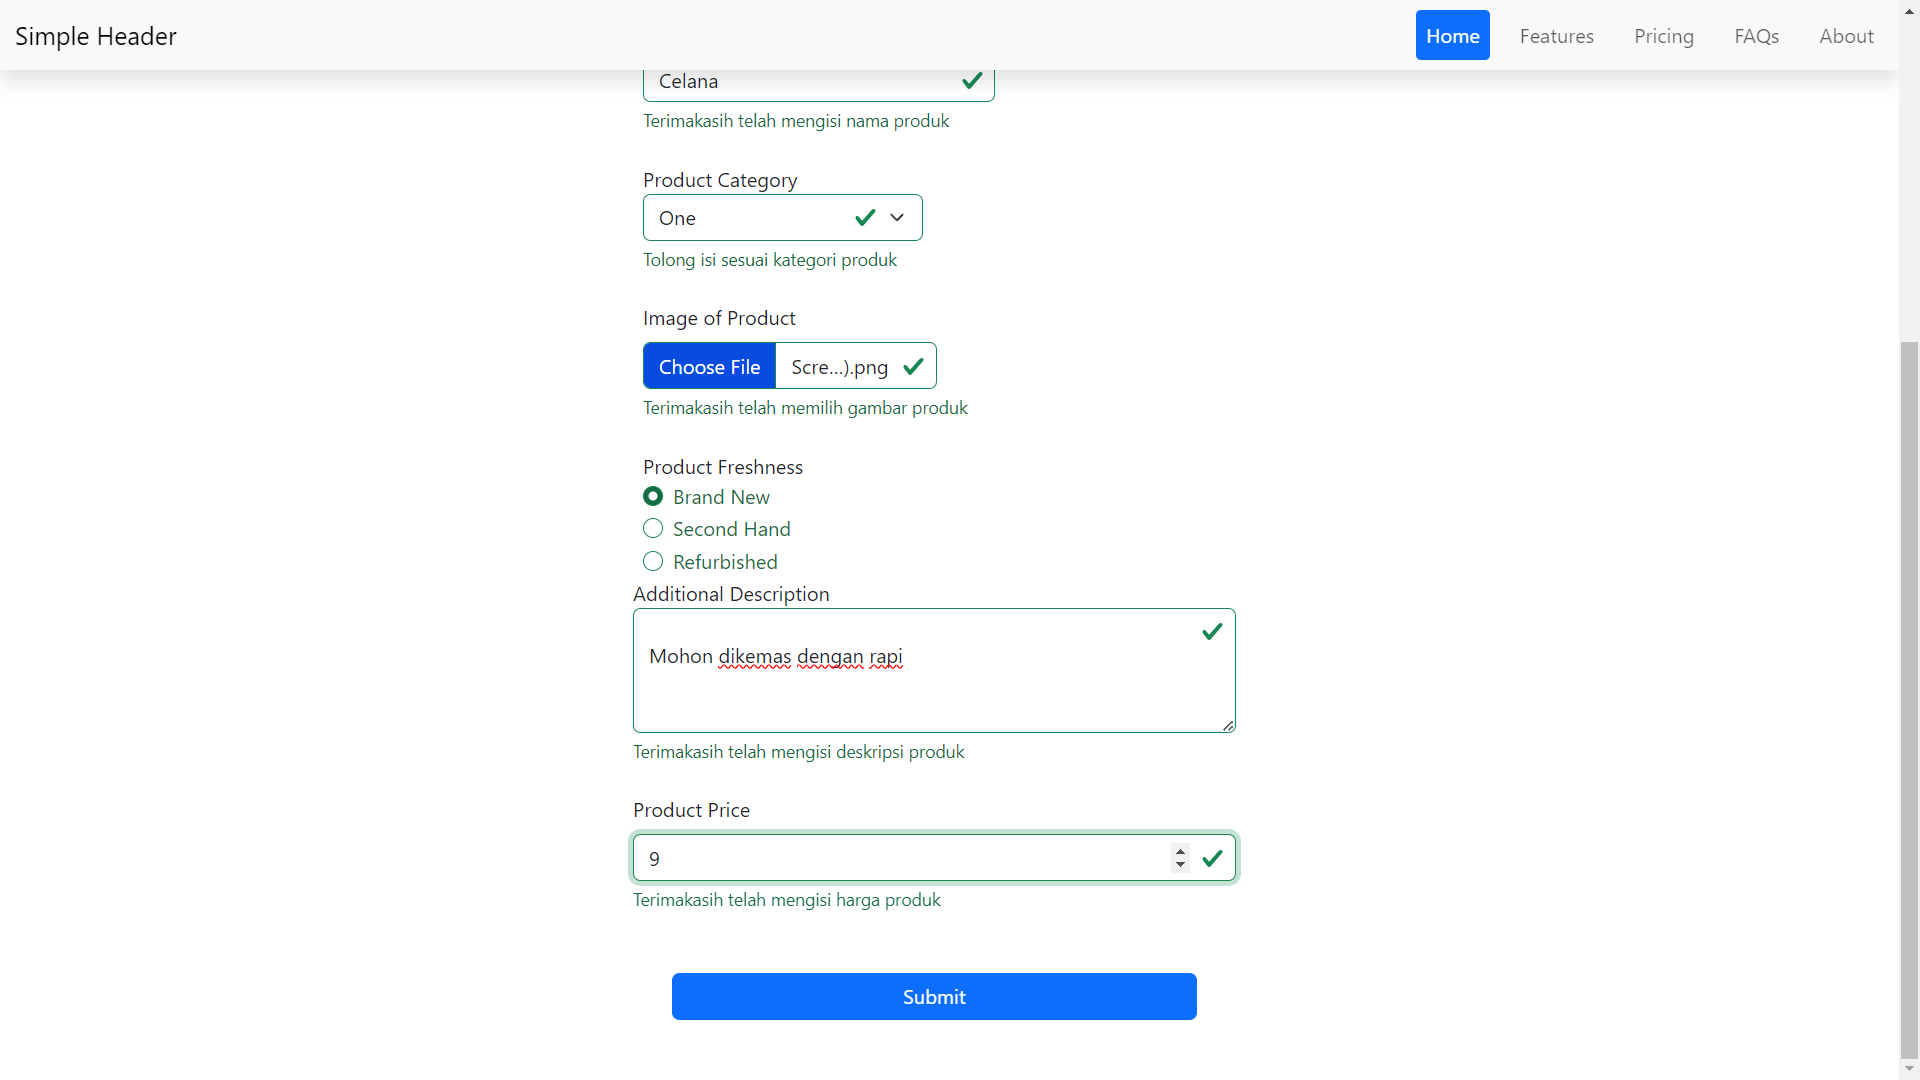 Simple Header
Home Features Pricing FAQs About
Celana
Terimakasih telah mengisi nama produk
Product Category
One
Tolong isi sesuai kategori produk
Image of Product
Choose File Scre...).png
Terimakasih telah memilih gambar produk
Product Freshness
Brand New
Second Hand
Refurbished
Additional Description
Mohon dikemas dengan rapi
Terimakasih telah mengisi deskripsi produk
Product Price
9
Terimakasih telah mengisi harga produk
Submit